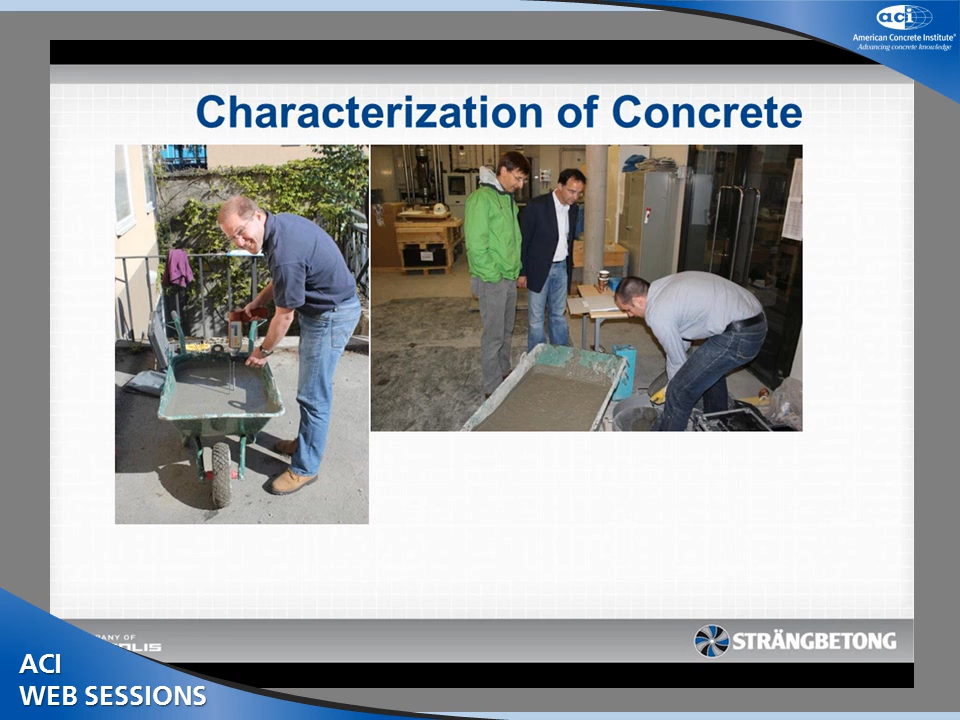 aci
American Concrete Institute®
Advancing concrete knowledge
Characterization of Concrete
STRÄNGBETONG
ACI
WEB SESSIONS